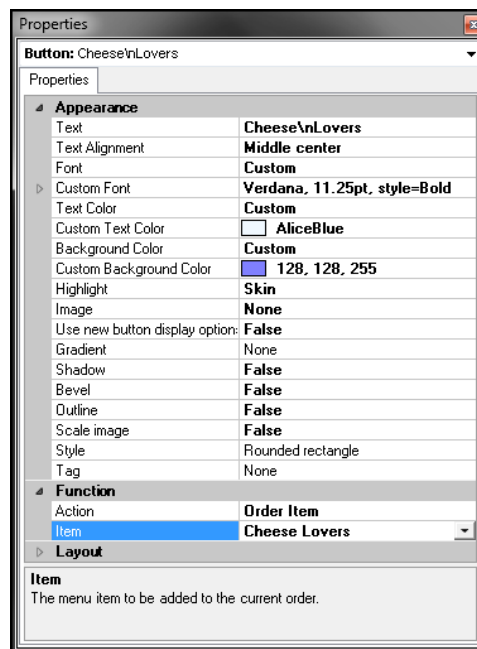 Properties
Button: Cheese\nLovers
Properties
Appearance
Text Cheese\nLovers
Text Alignment Middle center
Font Custom
Custom Font Verdana, 11.25pt, style=Bold
Text Color Custom
Custom Text Color AliceBlue
Background Color Custom
Custom Background Color 128, 128, 255
Highlight Skin
Image None
Use new button display option: False
Gradient None
Shadow False
Bevel False
Outline False
Scale image False
Style Rounded rectangle
Tag None
Function
Action Order Item
Item Cheese Lovers
Layout
Item
The menu item to be added to the current order.